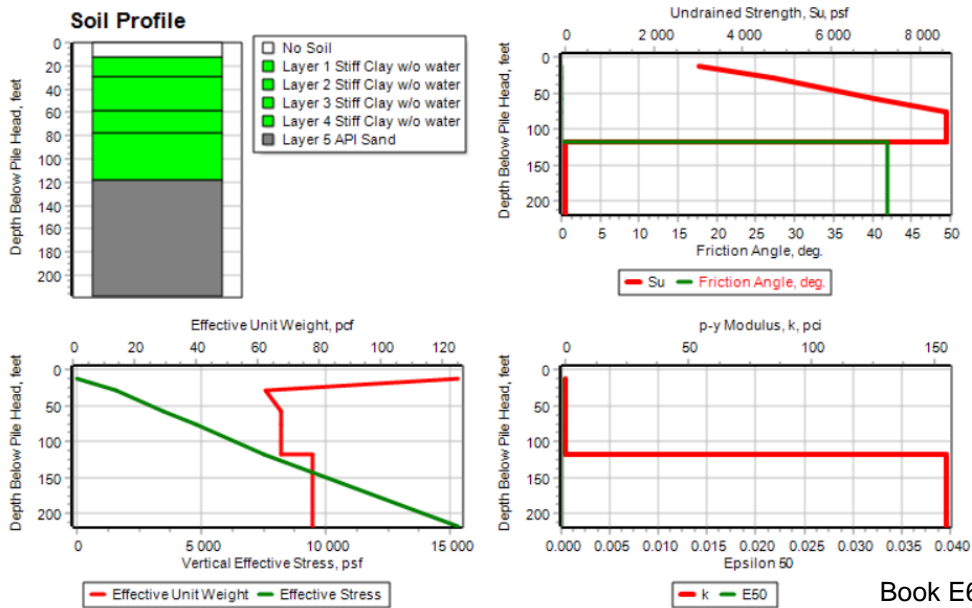 Soil Profile
0
20
40
60
80
100
120
140
160
180
200
Depth Below Pile Head, feet
No Soil
Layer 1 Stiff Clay w/o water
Layer 2 Stiff Clay w/o water
Layer 3 Stiff Clay w/o water
Layer 4 Stiff Clay w/o water
Layer 5 API Sand
Undrained Strength, Su, psf
0 2 000 4 000 6 000 8 000
Depth Below Pile Head, feet
0
50
100
150
200
0 5 10 15 20 25 30 35 40 45 50
Friction Angle, deg.
Su Friction Angle, deg.
Effective Unit Weight, pcf
0 20 40 60 80 100 120
Depth Below Pile Head, feet
0
50
100
150
200
0 5 000 10 000 15 000
Vertical Effective Stress, psf
Effective Unit Weight Effective Stress
p-y Modulus, k, pci
0 50 100 150
Depth Below Pile Head, feet
0
50
100
150
200
0.000 0.005 0.010 0.015 0.020 0.025 0.030 0.035 0.040
Epsilon 50
k E50
Book E6